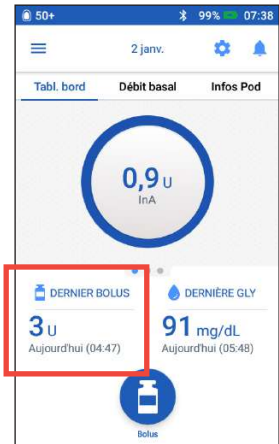 50+ 99% 07:38
2 janv.
Tabl. bord Débit basal Infos Pod
0,9 U
InA
DERNIER BOLUS DERNIÈRE GLY
3 U 91 mg/dL
Aujourd'hui (04:47) Aujourd'hui (05:48)
Bolus